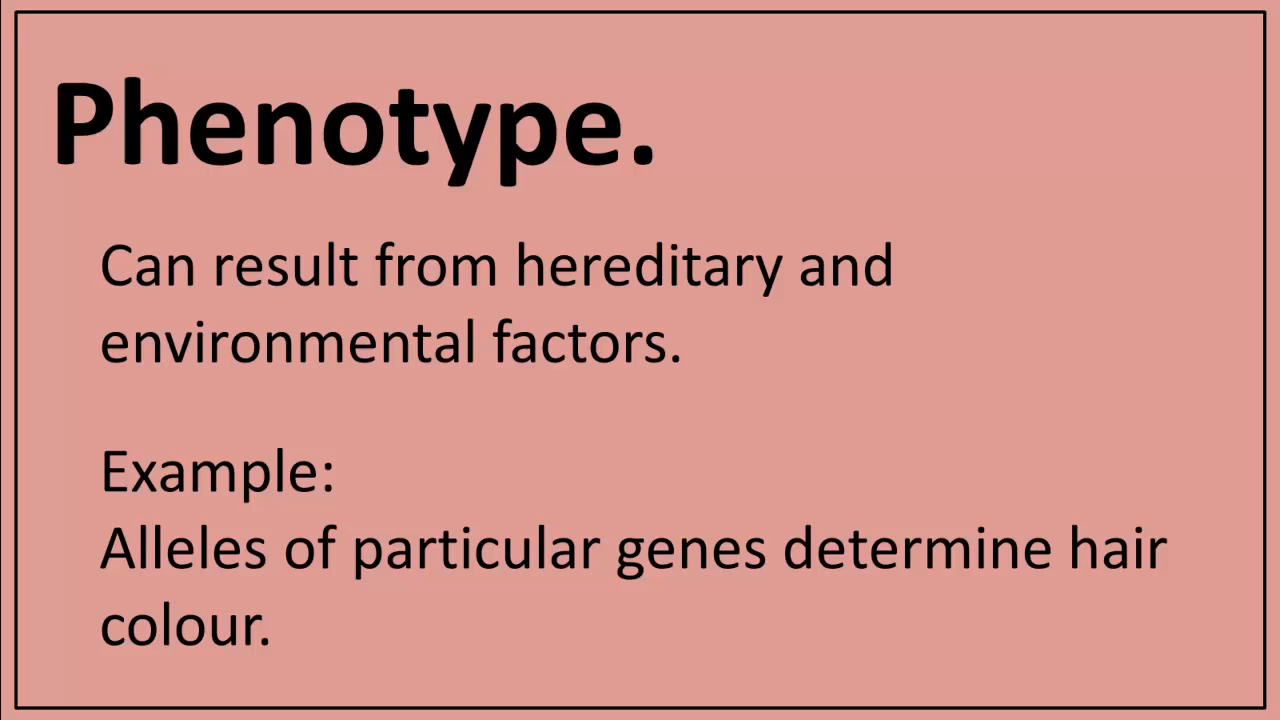 Phenotype.
Can result from hereditary and
environmental factors.
Example:
Alleles of particular genes determine hair
colour.